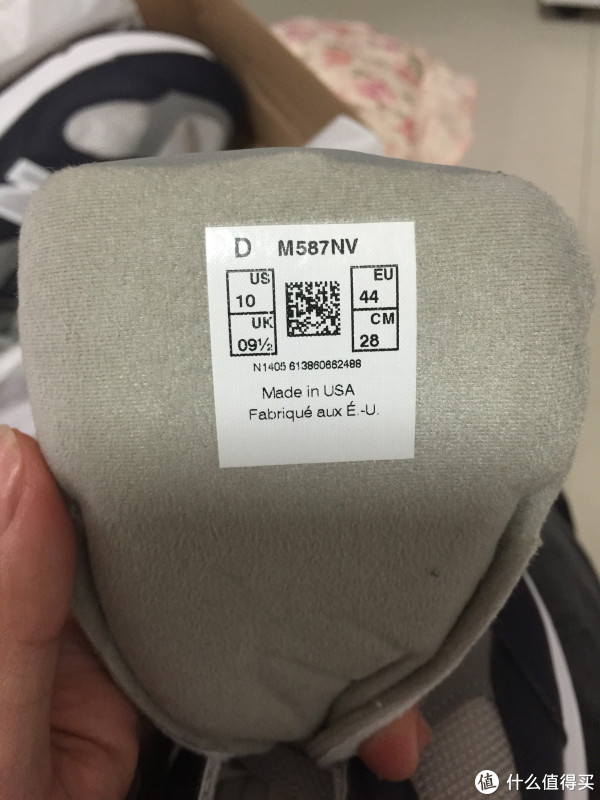 D M587NV
US
10
UK
09½
EU
44
CM
28
N1405 613860662488
Made in USA
Fabriqué aux É.-U.
值 什么值得买